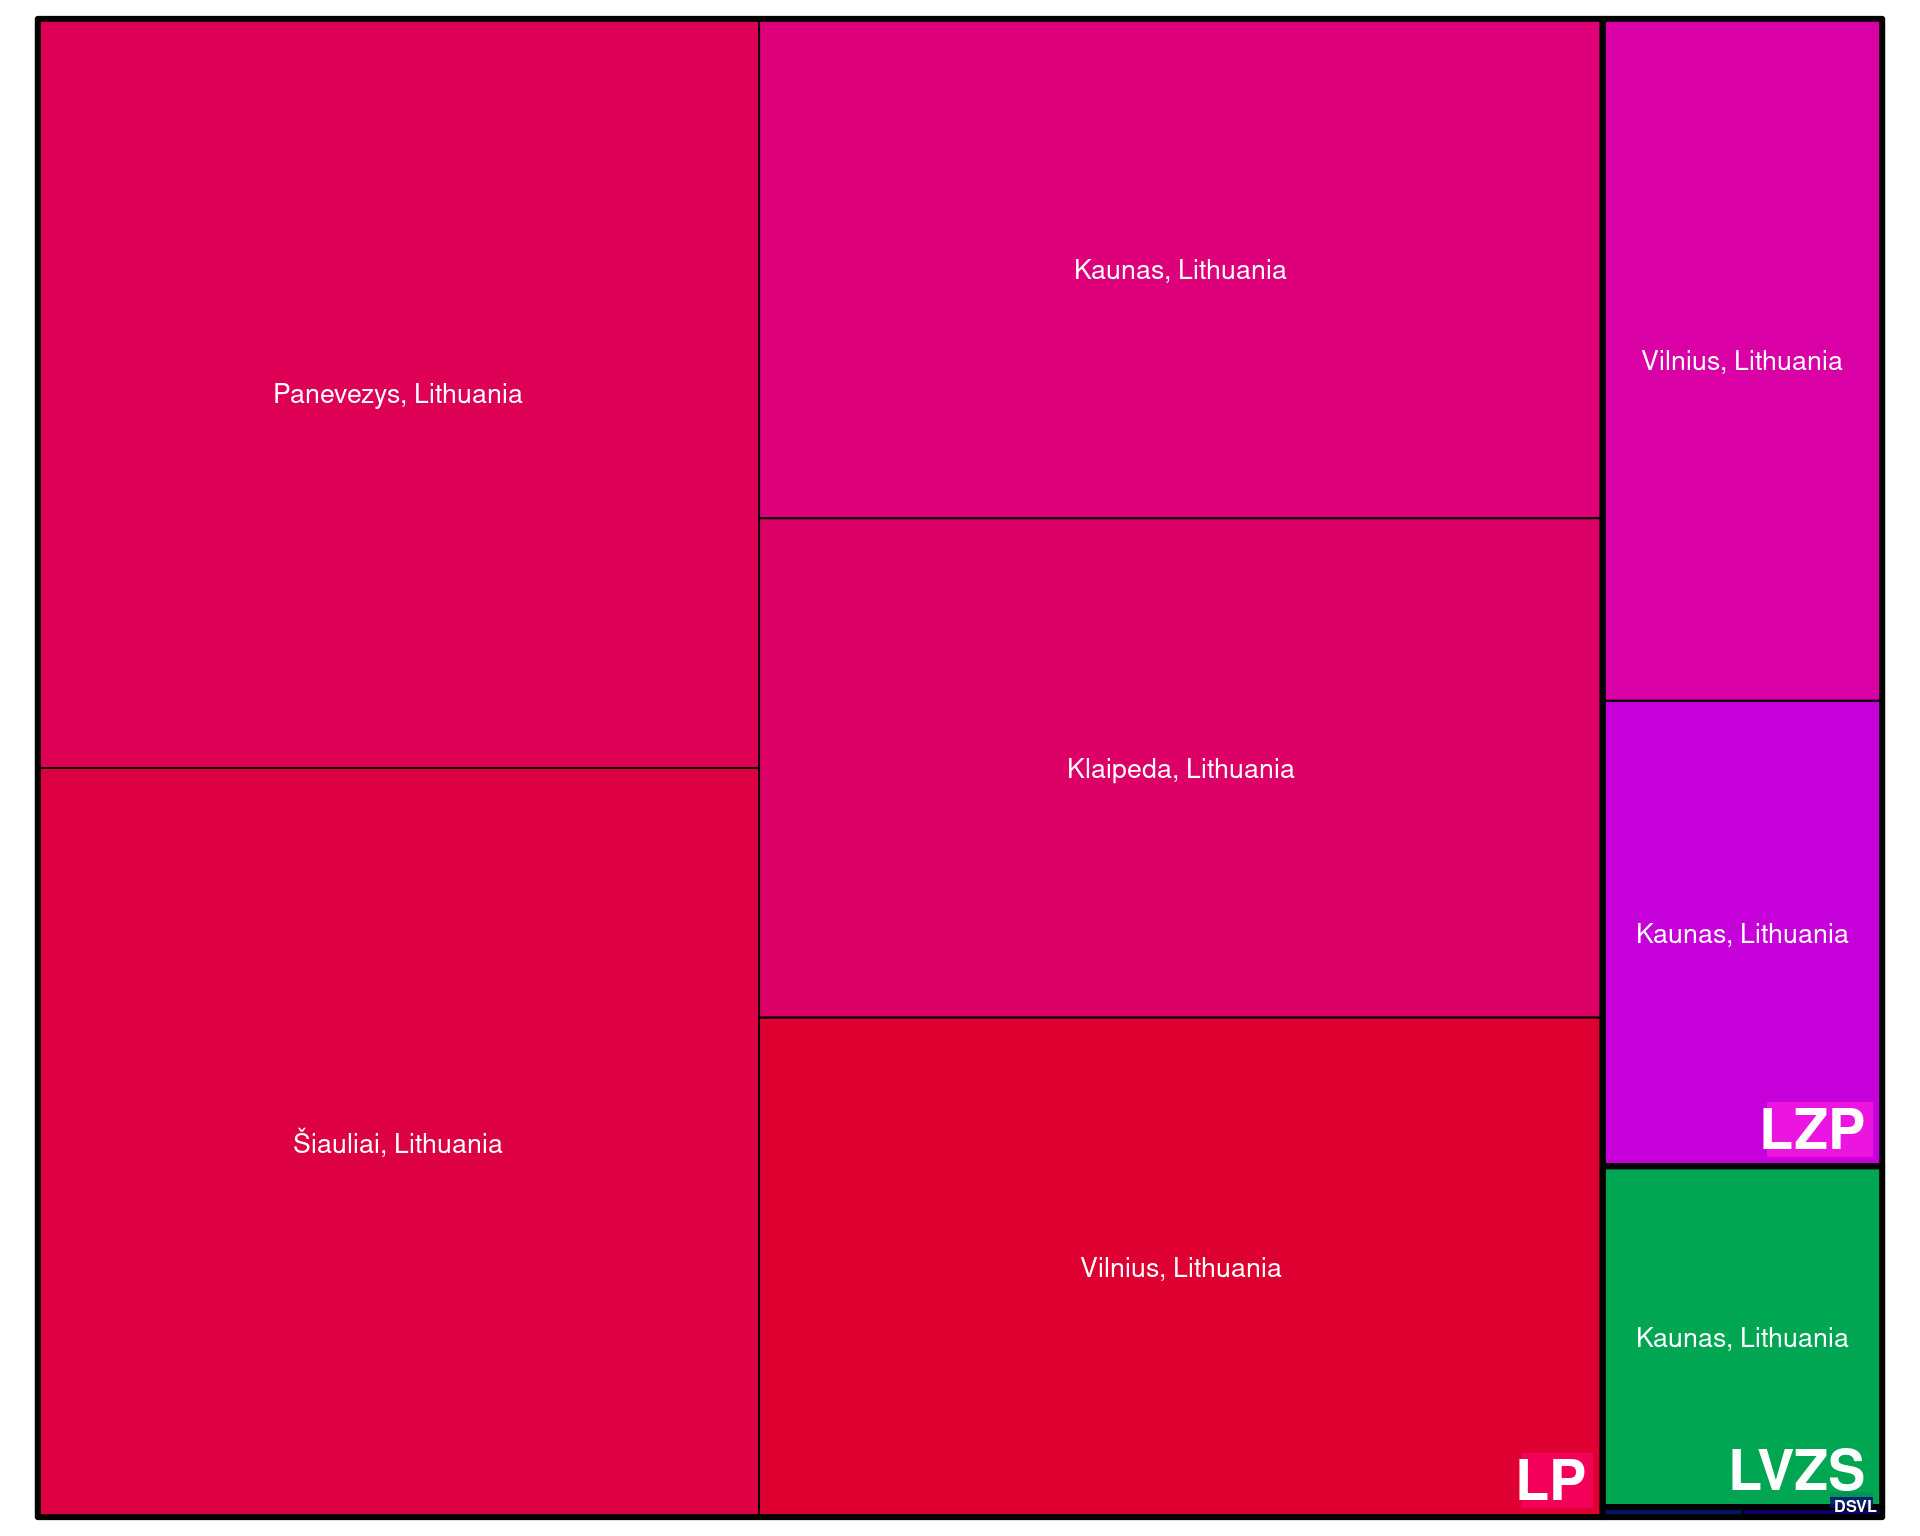 Panevezys, Lithuania
Šiauliai, Lithuania
Kaunas, Lithuania
Klaipeda, Lithuania
Vilnius, Lithuania
LP
Vilnius, Lithuania
Kaunas, Lithuania
LZP
Kaunas, Lithuania
LVZS
DSVL